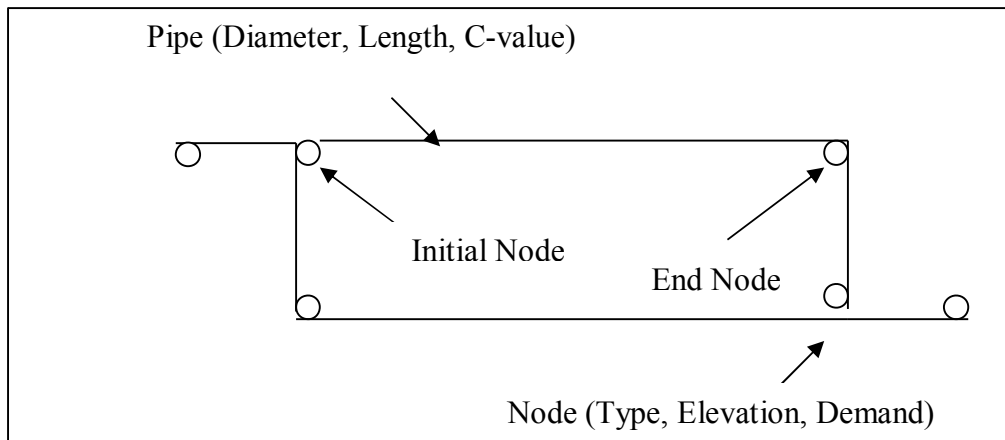 Pipe (Diameter, Length, C-value)
Initial Node
End Node
Node (Type, Elevation, Demand)